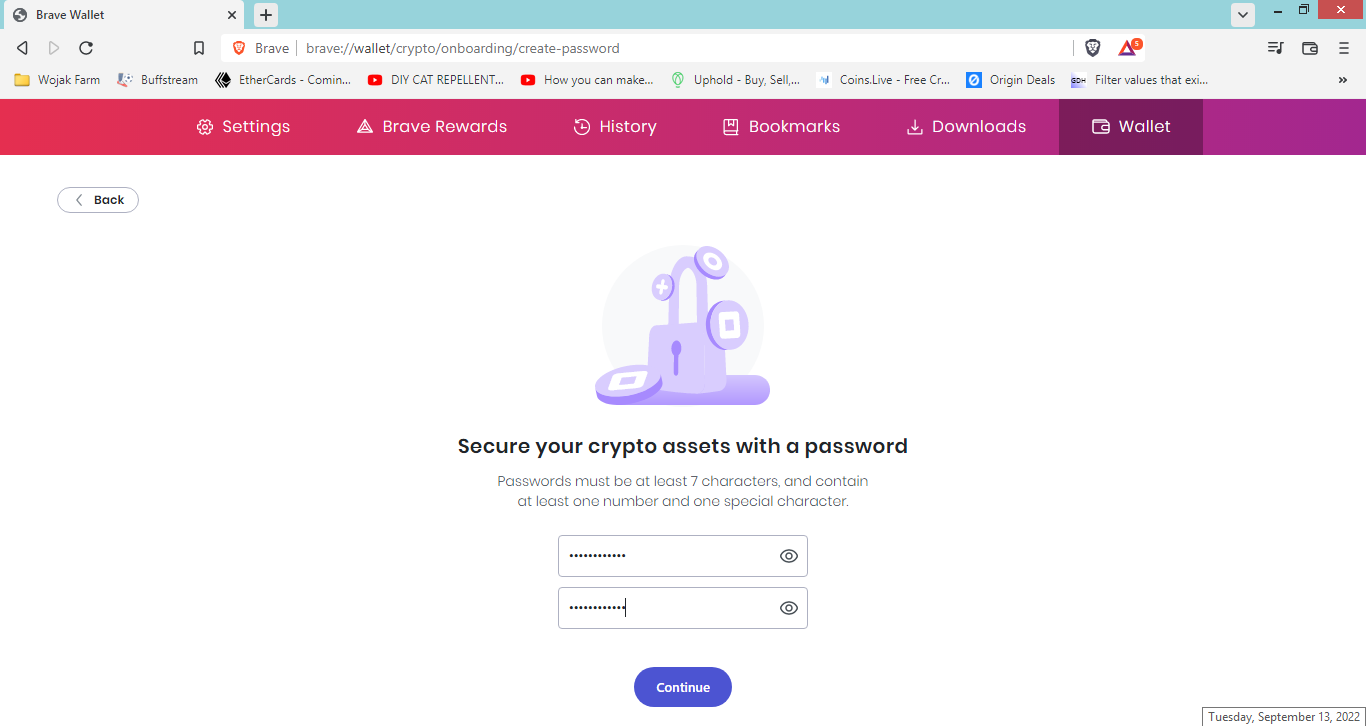 Brave Wallet
Brave
brave://wallet/crypto/onboarding/create-password
5
Wojak Farm
Buffstream
EtherCards - Comin...
DIY CAT REPELLENT...
How you can make...
Uphold - Buy, Sell,...
Coins.Live - Free Cr...
Origin Deals
GDH
Filter values that exi...
Settings
Brave Rewards
History
Bookmarks
Downloads
Wallet
Back
Secure your crypto assets with a password
Passwords must be at least 7 characters, and contain
at least one number and one special character.
••••••••••••
••••••••••••
Continue
Tuesday, September 13, 2022